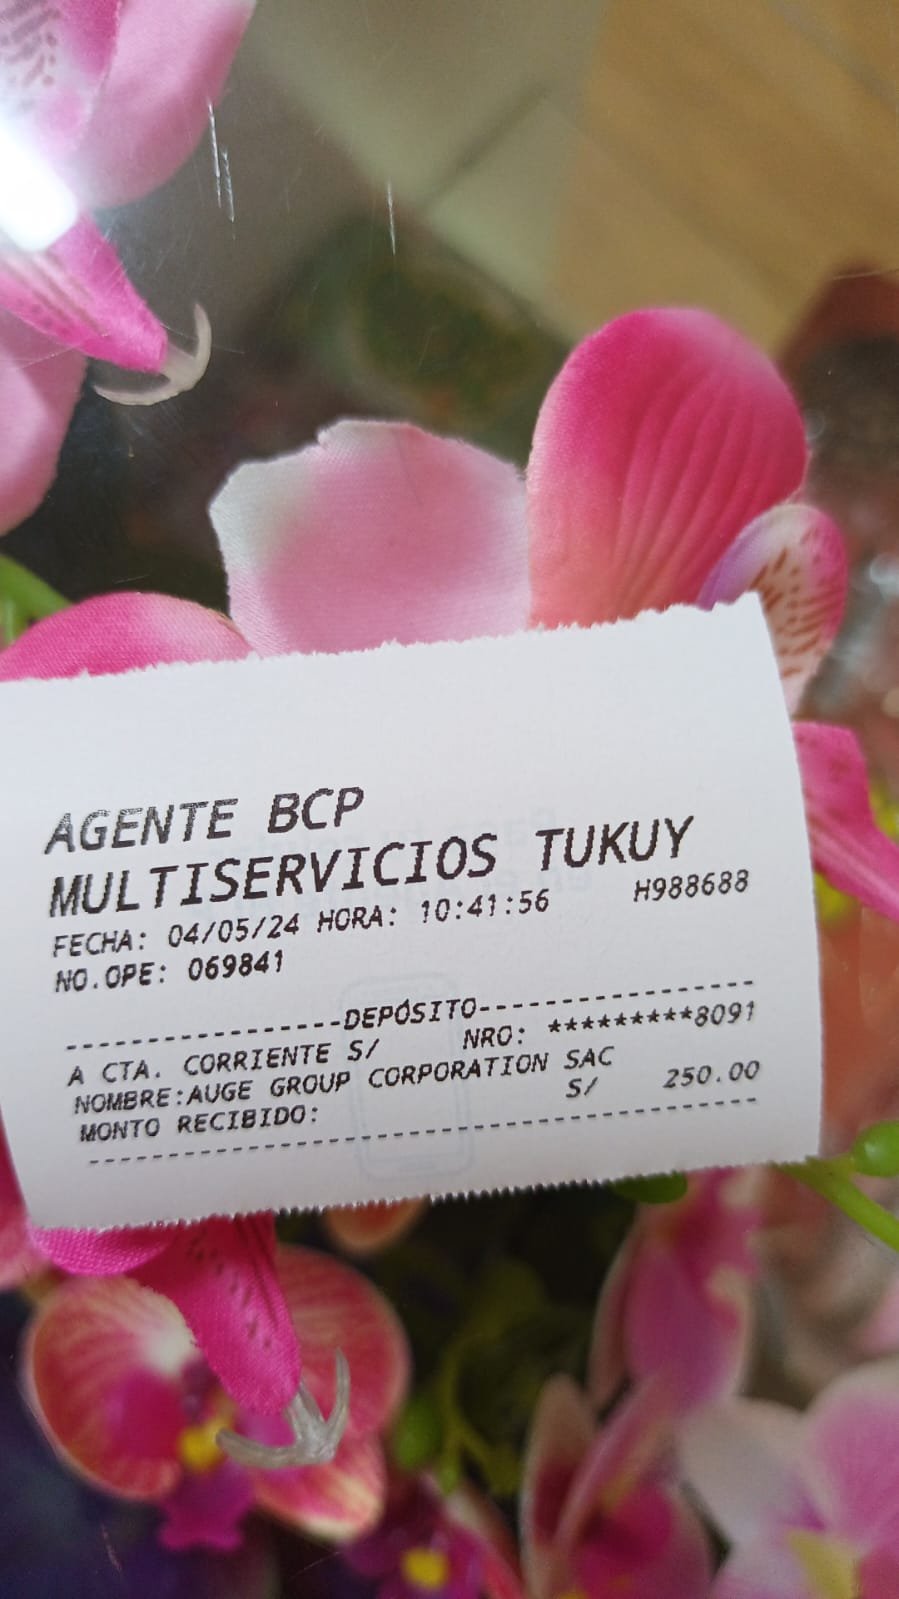 AGENTE BCP
MULTISERVICIOS TUKUY
FECHA: 04/05/24 HORA: 10:41:56 H988688
NO.OPE: 069841
-----------------DEPÓSITO-----------------
A CTA. CORRIENTE S/ NRO: *********8091
NOMBRE:AUGE GROUP CORPORATION SAC
MONTO RECIBIDO: S/ 250.00